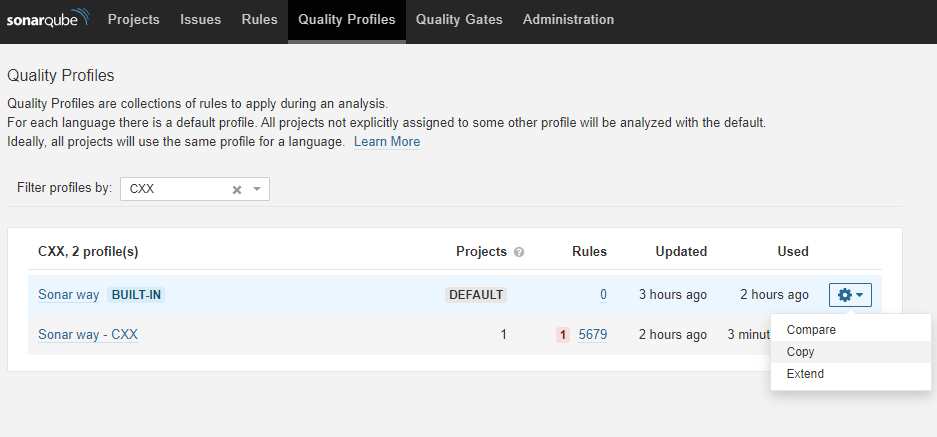 sonarqube Projects Issues Rules Quality Profiles Quality Gates Administration
Quality Profiles
Quality Profiles are collections of rules to apply during an analysis.
For each language there is a default profile. All projects not explicitly assigned to some other profile will be analyzed with the default.
Ideally, all projects will use the same profile for a language. Learn More
Filter profiles by: CXX
CXX, 2 profile(s) Projects ? Rules Updated Used
Sonar way BUILT-IN DEFAULT 0 3 hours ago 2 hours ago
Sonar way - CXX 1 1 5679 2 hours ago 3
Compare
Copy
Extend